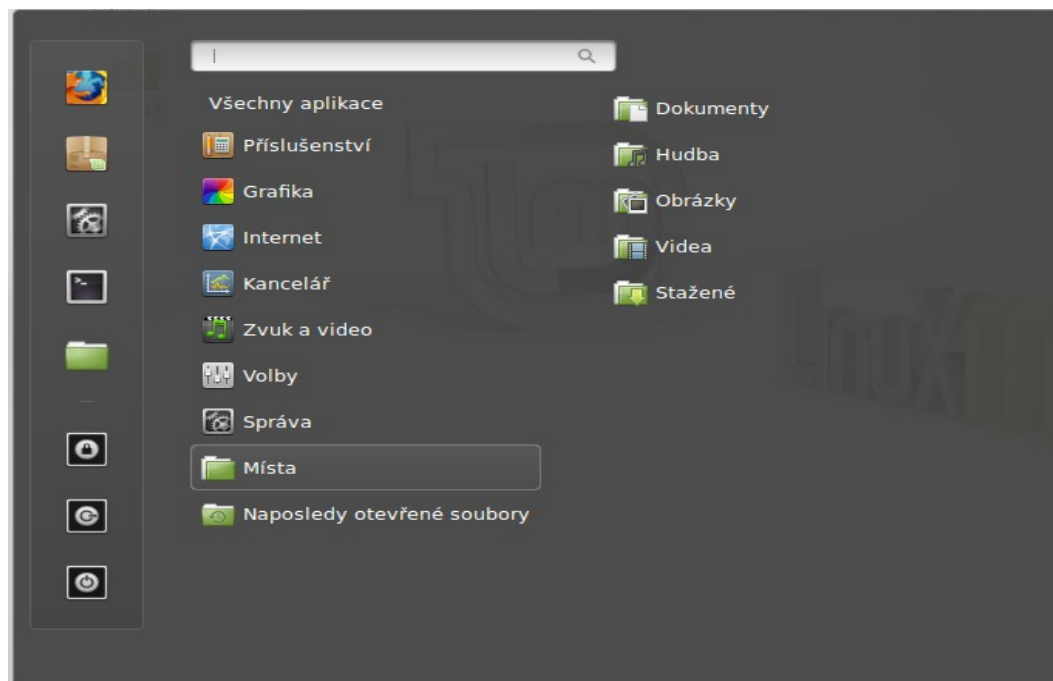 Všechny aplikace
Příslušenství
Grafika
Internet
Kancelář
Zvuk a video
Volby
Správa
Místa
Naposledy otevřené soubory
Dokumenty
Hudba
Obrázky
Videa
Stažené
Linux